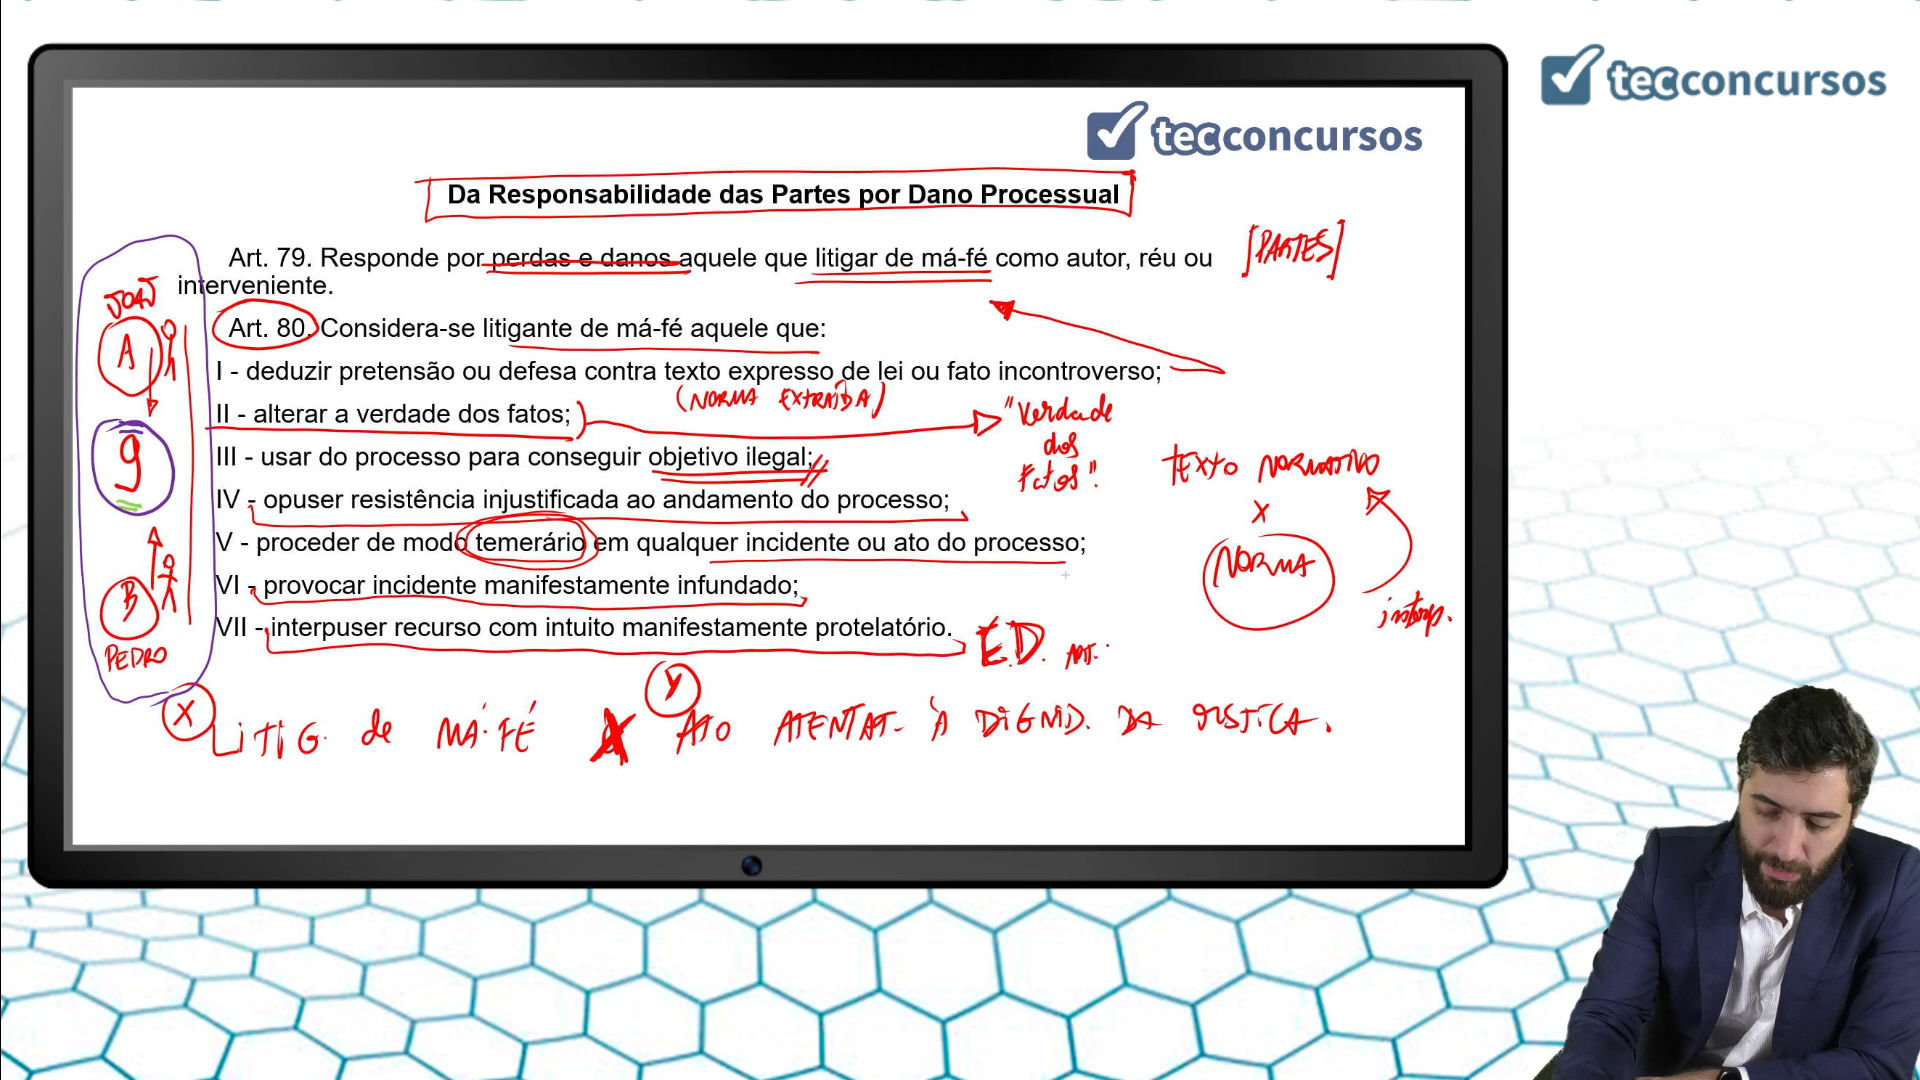 tecconcursos
tecconcursos
Da Responsabilidade das Partes por Dano Processual
Art. 79. Responde por perdas e danos aquele que litigar de má-fé como autor, réu ou
interveniente.
[PARTES]
JOÃO
A
Art. 80. Considera-se litigante de má-fé aquele que:
I - deduzir pretensão ou defesa contra texto expresso de lei ou fato incontroverso;
(NORMA EXTRAÍDA)
II - alterar a verdade dos fatos;
"Verdade
dos
Fatos".
III - usar do processo para conseguir objetivo ilegal;
TEXTO NORMATIVO
X
NORMA
interp.
IV - opuser resistência injustificada ao andamento do processo;
V - proceder de modo temerário em qualquer incidente ou ato do processo;
VI - provocar incidente manifestamente infundado;
B
VII - interpuser recurso com intuito manifestamente protelatório.
E.D.
PEDRO
X
Y
LITIG. de MÁ-FÉ
ATO ATENTAT. À DIGNID. DA JUSTIÇA.